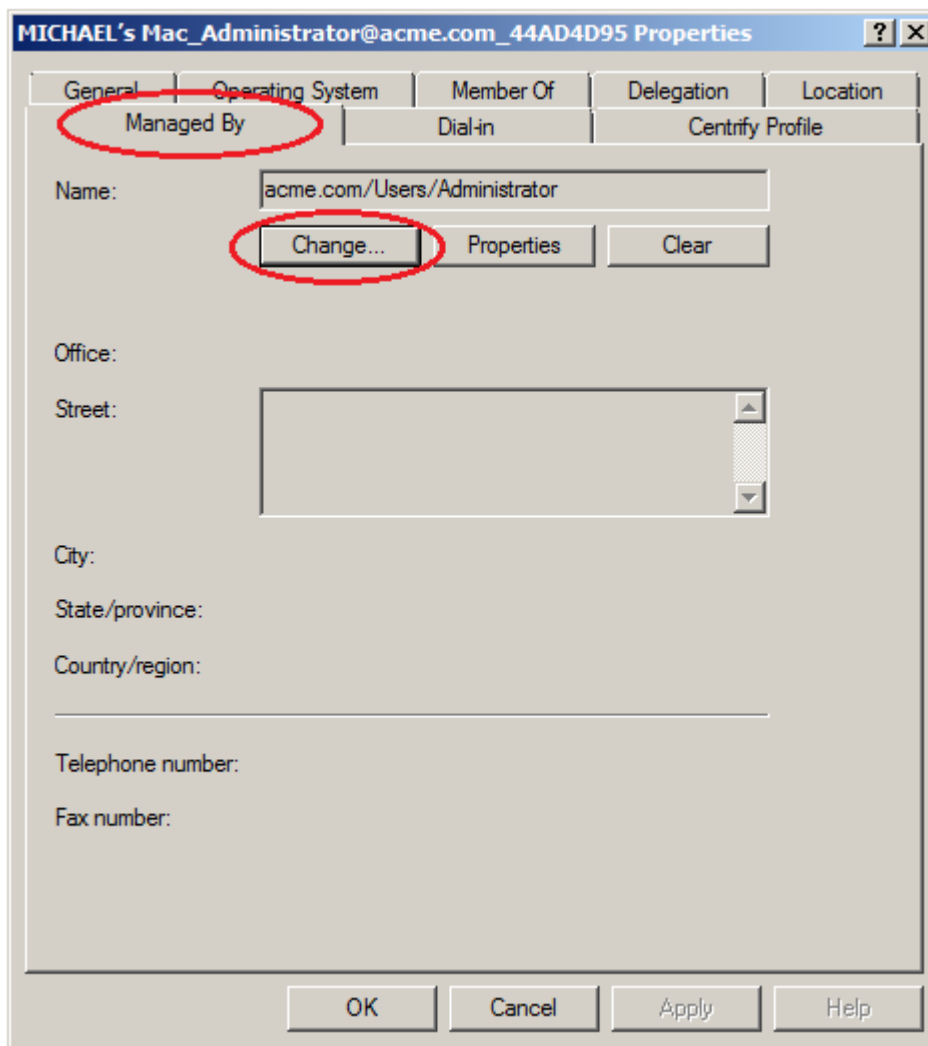 MICHAEL's Mac_Administrator@acme.com_44AD4D95 Properties
General Operating System Member Of Delegation Location
Managed By Dial-in Centrify Profile
Name: acme.com/Users/Administrator
Change... Properties Clear
Office:
Street:
City:
State/province:
Country/region:
Telephone number:
Fax number:
OK Cancel Apply Help